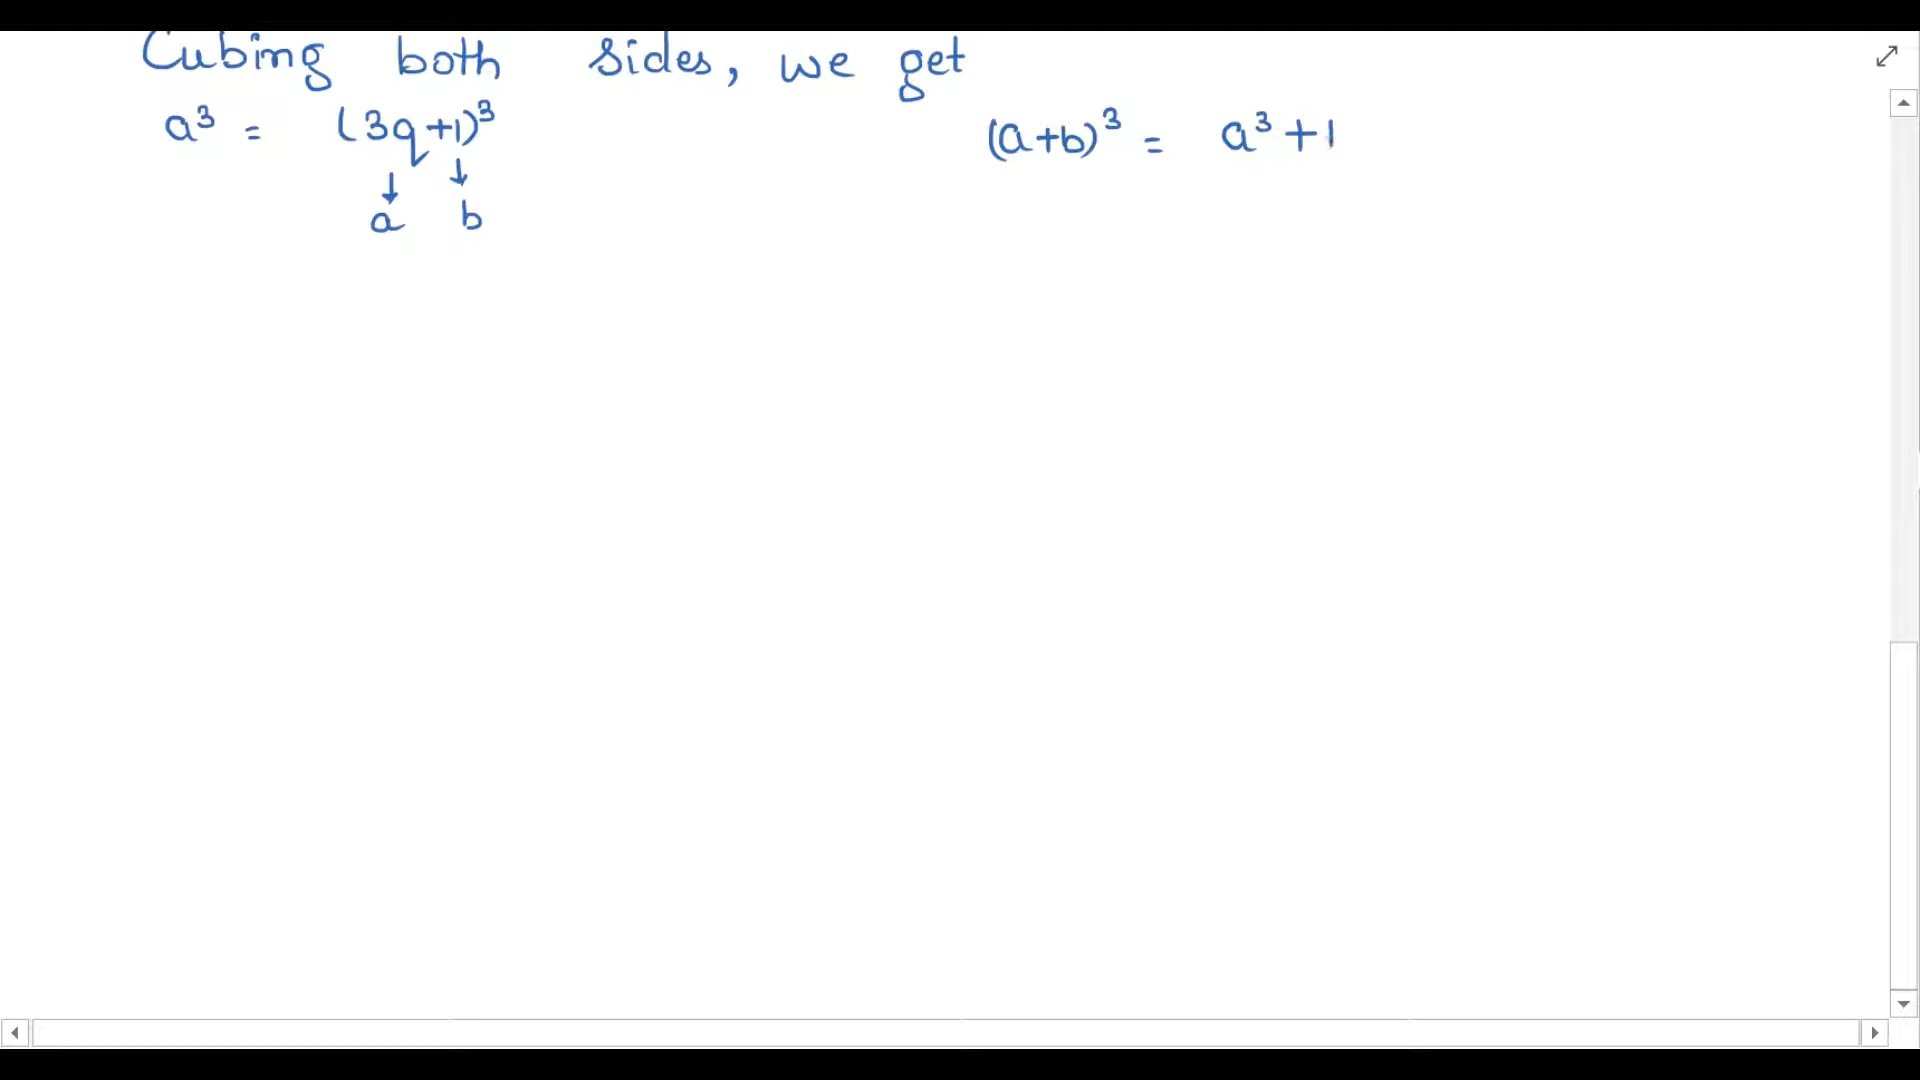 Cubing both sides, we get
a³ = (3q+1)³ (a+b)³ = a³+1
↓ ↓
a b